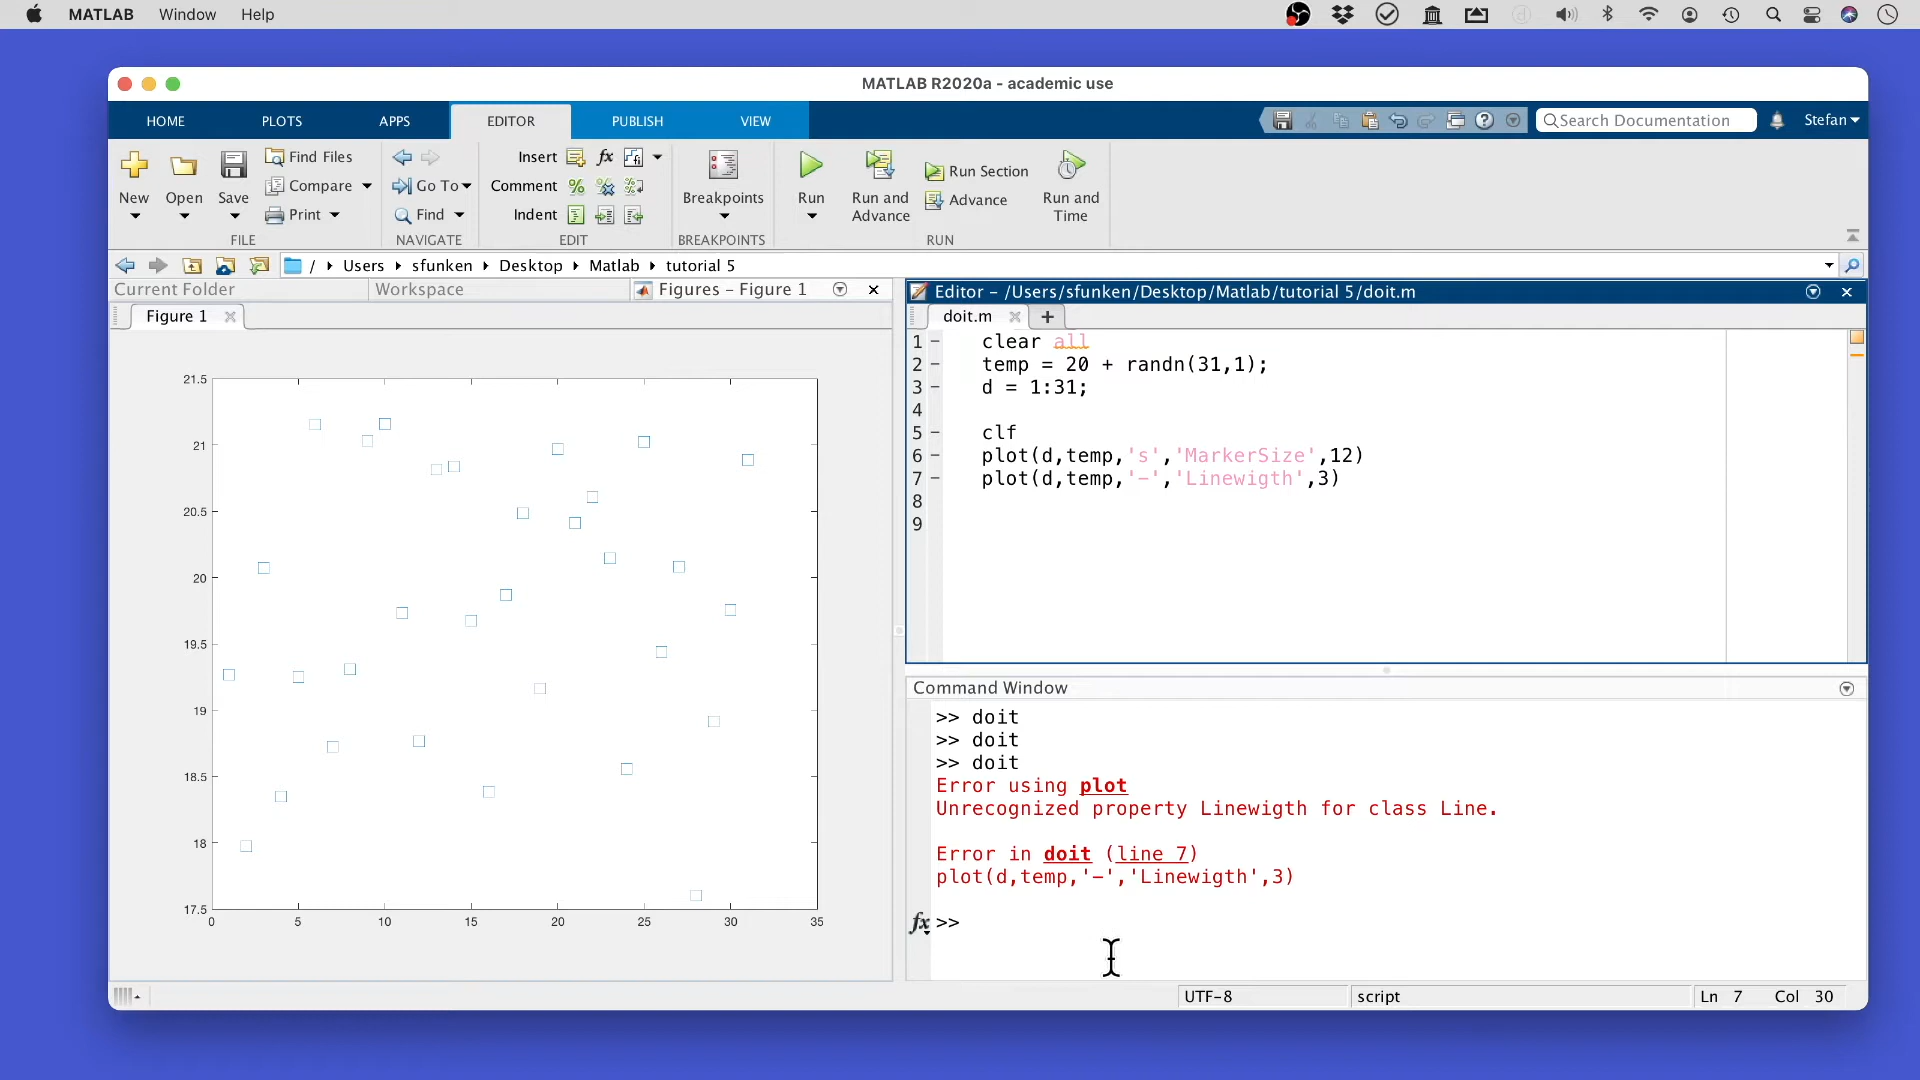 MATLAB Window Help
MATLAB R2020a - academic use
HOME PLOTS APPS EDITOR PUBLISH VIEW
Search Documentation
Stefan
New Open Save
Find Files
Compare
Print
FILE
Go To
Find
NAVIGATE
Insert
Comment
Indent
EDIT
Breakpoints
BREAKPOINTS
Run
Run and
Advance
Run Section
Advance
Run and
Time
RUN
/ Users sfunken Desktop Matlab tutorial 5
Current Folder
Workspace
Figures – Figure 1
Figure 1
21.5
21
20.5
20
19.5
19
18.5
18
17.5
0 5 10 15 20 25 30 35
Editor – /Users/sfunken/Desktop/Matlab/tutorial 5/doit.m
doit.m
1 – clear all
2 – temp = 20 + randn(31,1);
3 – d = 1:31;
4
5 – clf
6 – plot(d,temp,'s','MarkerSize',12)
7 – plot(d,temp,'-','Linewigth',3)
8
9
Command Window
>> doit
>> doit
>> doit
Error using plot
Unrecognized property Linewigth for class Line.
Error in doit (line 7)
plot(d,temp,'-','Linewigth',3)
fx >>
UTF-8 script Ln 7 Col 30